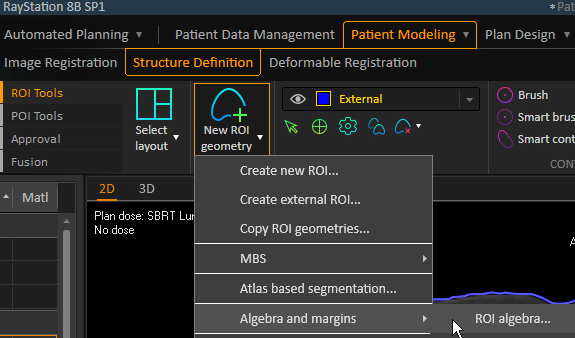 RayStation 8B SP1
Automated Planning
Patient Data Management
Patient Modeling
Plan Design
Image Registration
Structure Definition
Deformable Registration
ROI Tools
POI Tools
Approval
Fusion
Select
layout
New ROI
geometry
External
Brush
Smart brus
Smart cont
Create new ROI...
Create external ROI...
Copy ROI geometries...
MBS
Atlas based segmentation...
Algebra and margins
ROI algebra...
Matl
2D
3D
Plan dose: SBRT Lun
No dose